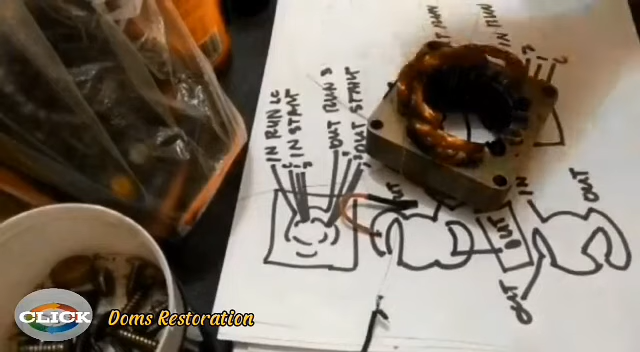 IN RUN LC
IN START
OUT RUN 3
OUT START
IN RUN
OUT
IN
OUT
OUT
OUT
CLICK
Doms Restoration